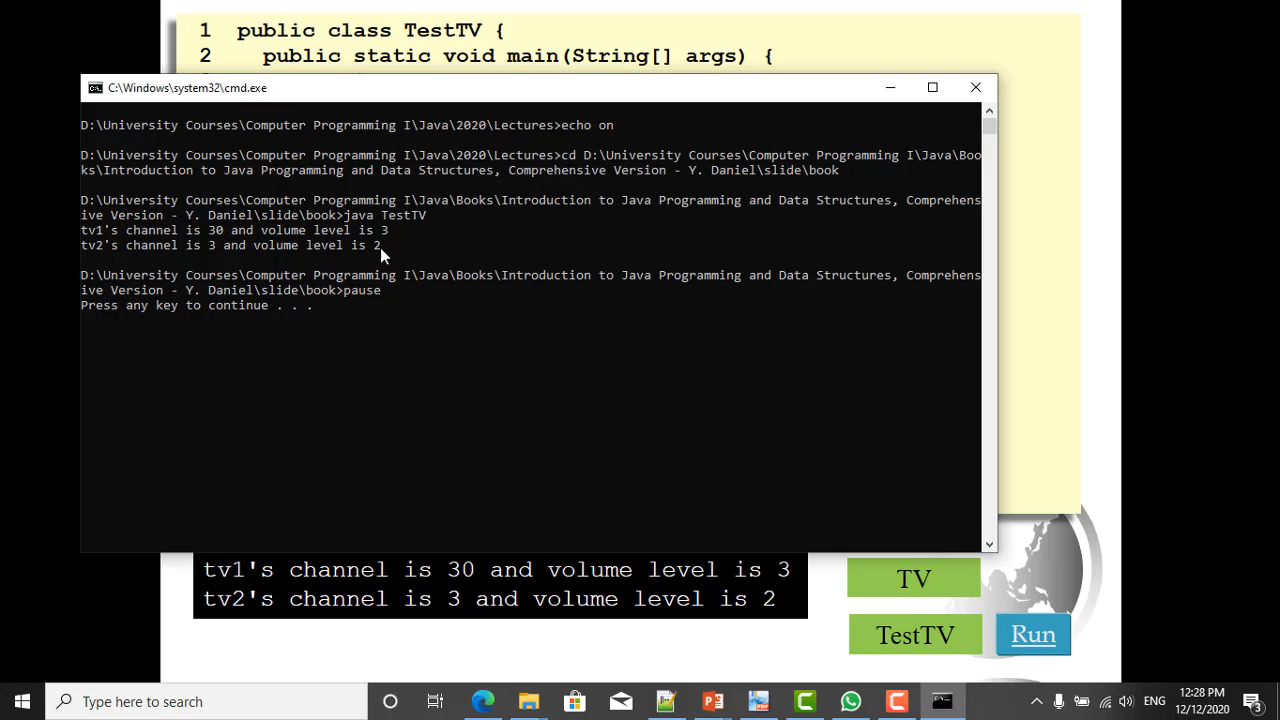 1 public class TestTV {
2 public static void main(String[] args) {
C:\Windows\system32\cmd.exe
D:\University Courses\Computer Programming I\Java\2020\Lectures>echo on
D:\University Courses\Computer Programming I\Java\2020\Lectures>cd D:\University Courses\Computer Programming I\Java\Boo
ks\Introduction to Java Programming and Data Structures, Comprehensive Version - Y. Daniel\slide\book
D:\University Courses\Computer Programming I\Java\Books\Introduction to Java Programming and Data Structures, Comprehens
ive Version - Y. Daniel\slide\book>java TestTV
tv1's channel is 30 and volume level is 3
tv2's channel is 3 and volume level is 2
D:\University Courses\Computer Programming I\Java\Books\Introduction to Java Programming and Data Structures, Comprehens
ive Version - Y. Daniel\slide\book>pause
Press any key to continue . . .
tv1's channel is 30 and volume level is 3
tv2's channel is 3 and volume level is 2
TV
TestTV
Run
Type here to search
ENG
12:28 PM
12/12/2020
3